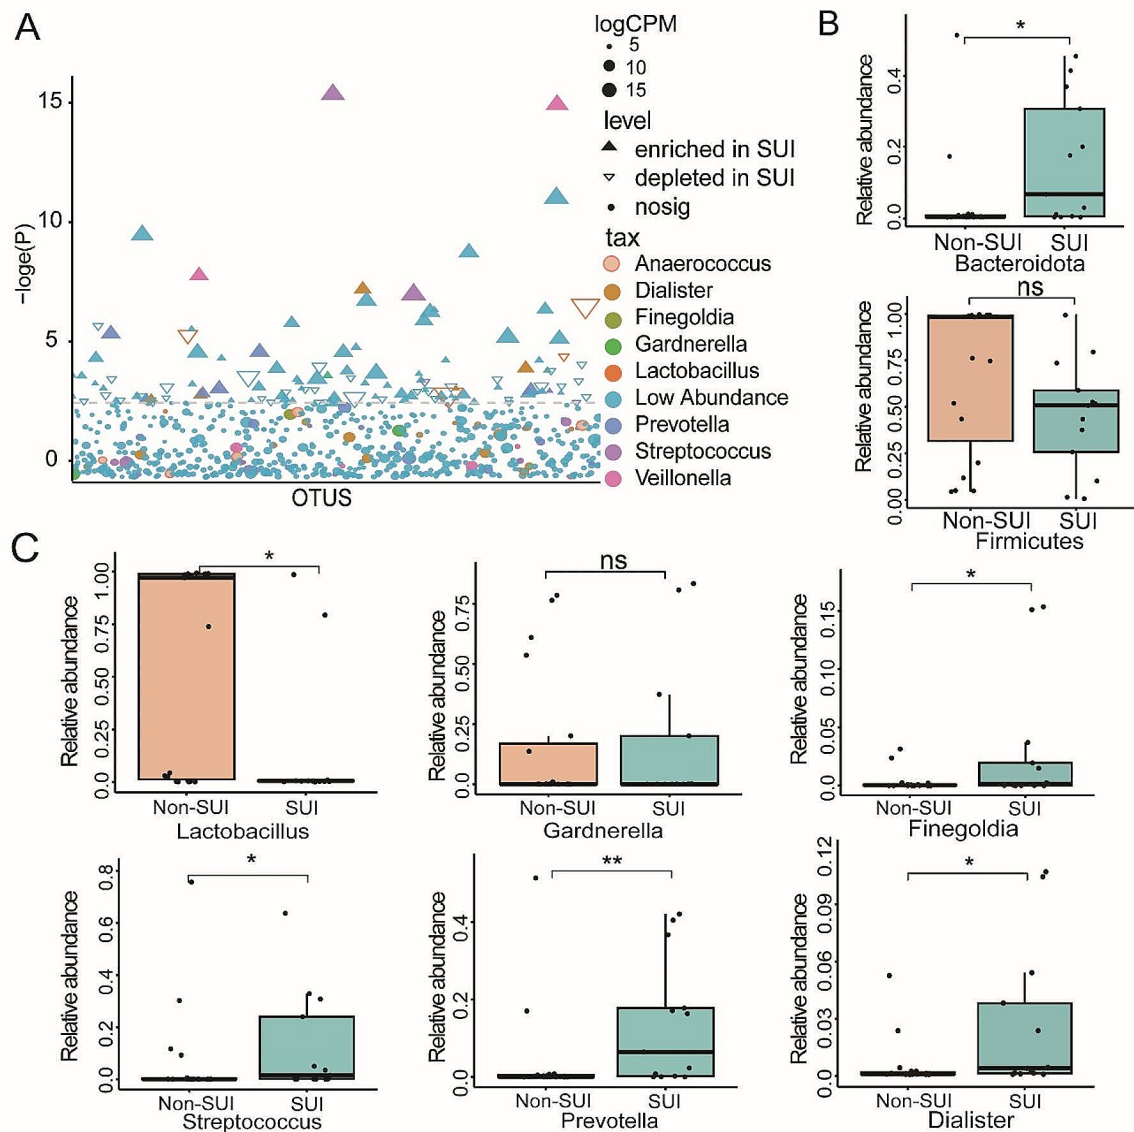 A
−loge(P)
15
10
5
0
OTUS
logCPM
5
10
15
level
enriched in SUI
depleted in SUI
nosig
tax
Anaerococcus
Dialister
Finegoldia
Gardnerella
Lactobacillus
Low Abundance
Prevotella
Streptococcus
Veillonella
B
Relative abundance
0.4
0.2
0.0
*
Non-SUI SUI
Bacteroidota
Relative abundance
1.00
0.75
0.50
0.25
0.00
ns
Non-SUI SUI
Firmicutes
C
Relative abundance
1.00
0.75
0.50
0.25
0.0
*
Non-SUI SUI
Lactobacillus
Relative abundance
0.75
0.50
0.25
0.0
ns
Non-SUI SUI
Gardnerella
Relative abundance
0.15
0.10
0.05
0.0
*
Non-SUI SUI
Finegoldia
Relative abundance
0.8
0.6
0.4
0.2
0.0
*
Non-SUI SUI
Streptococcus
Relative abundance
0.4
0.2
0.0
**
Non-SUI SUI
Prevotella
Relative abundance
0.12
0.09
0.06
0.03
0.0
*
Non-SUI SUI
Dialister